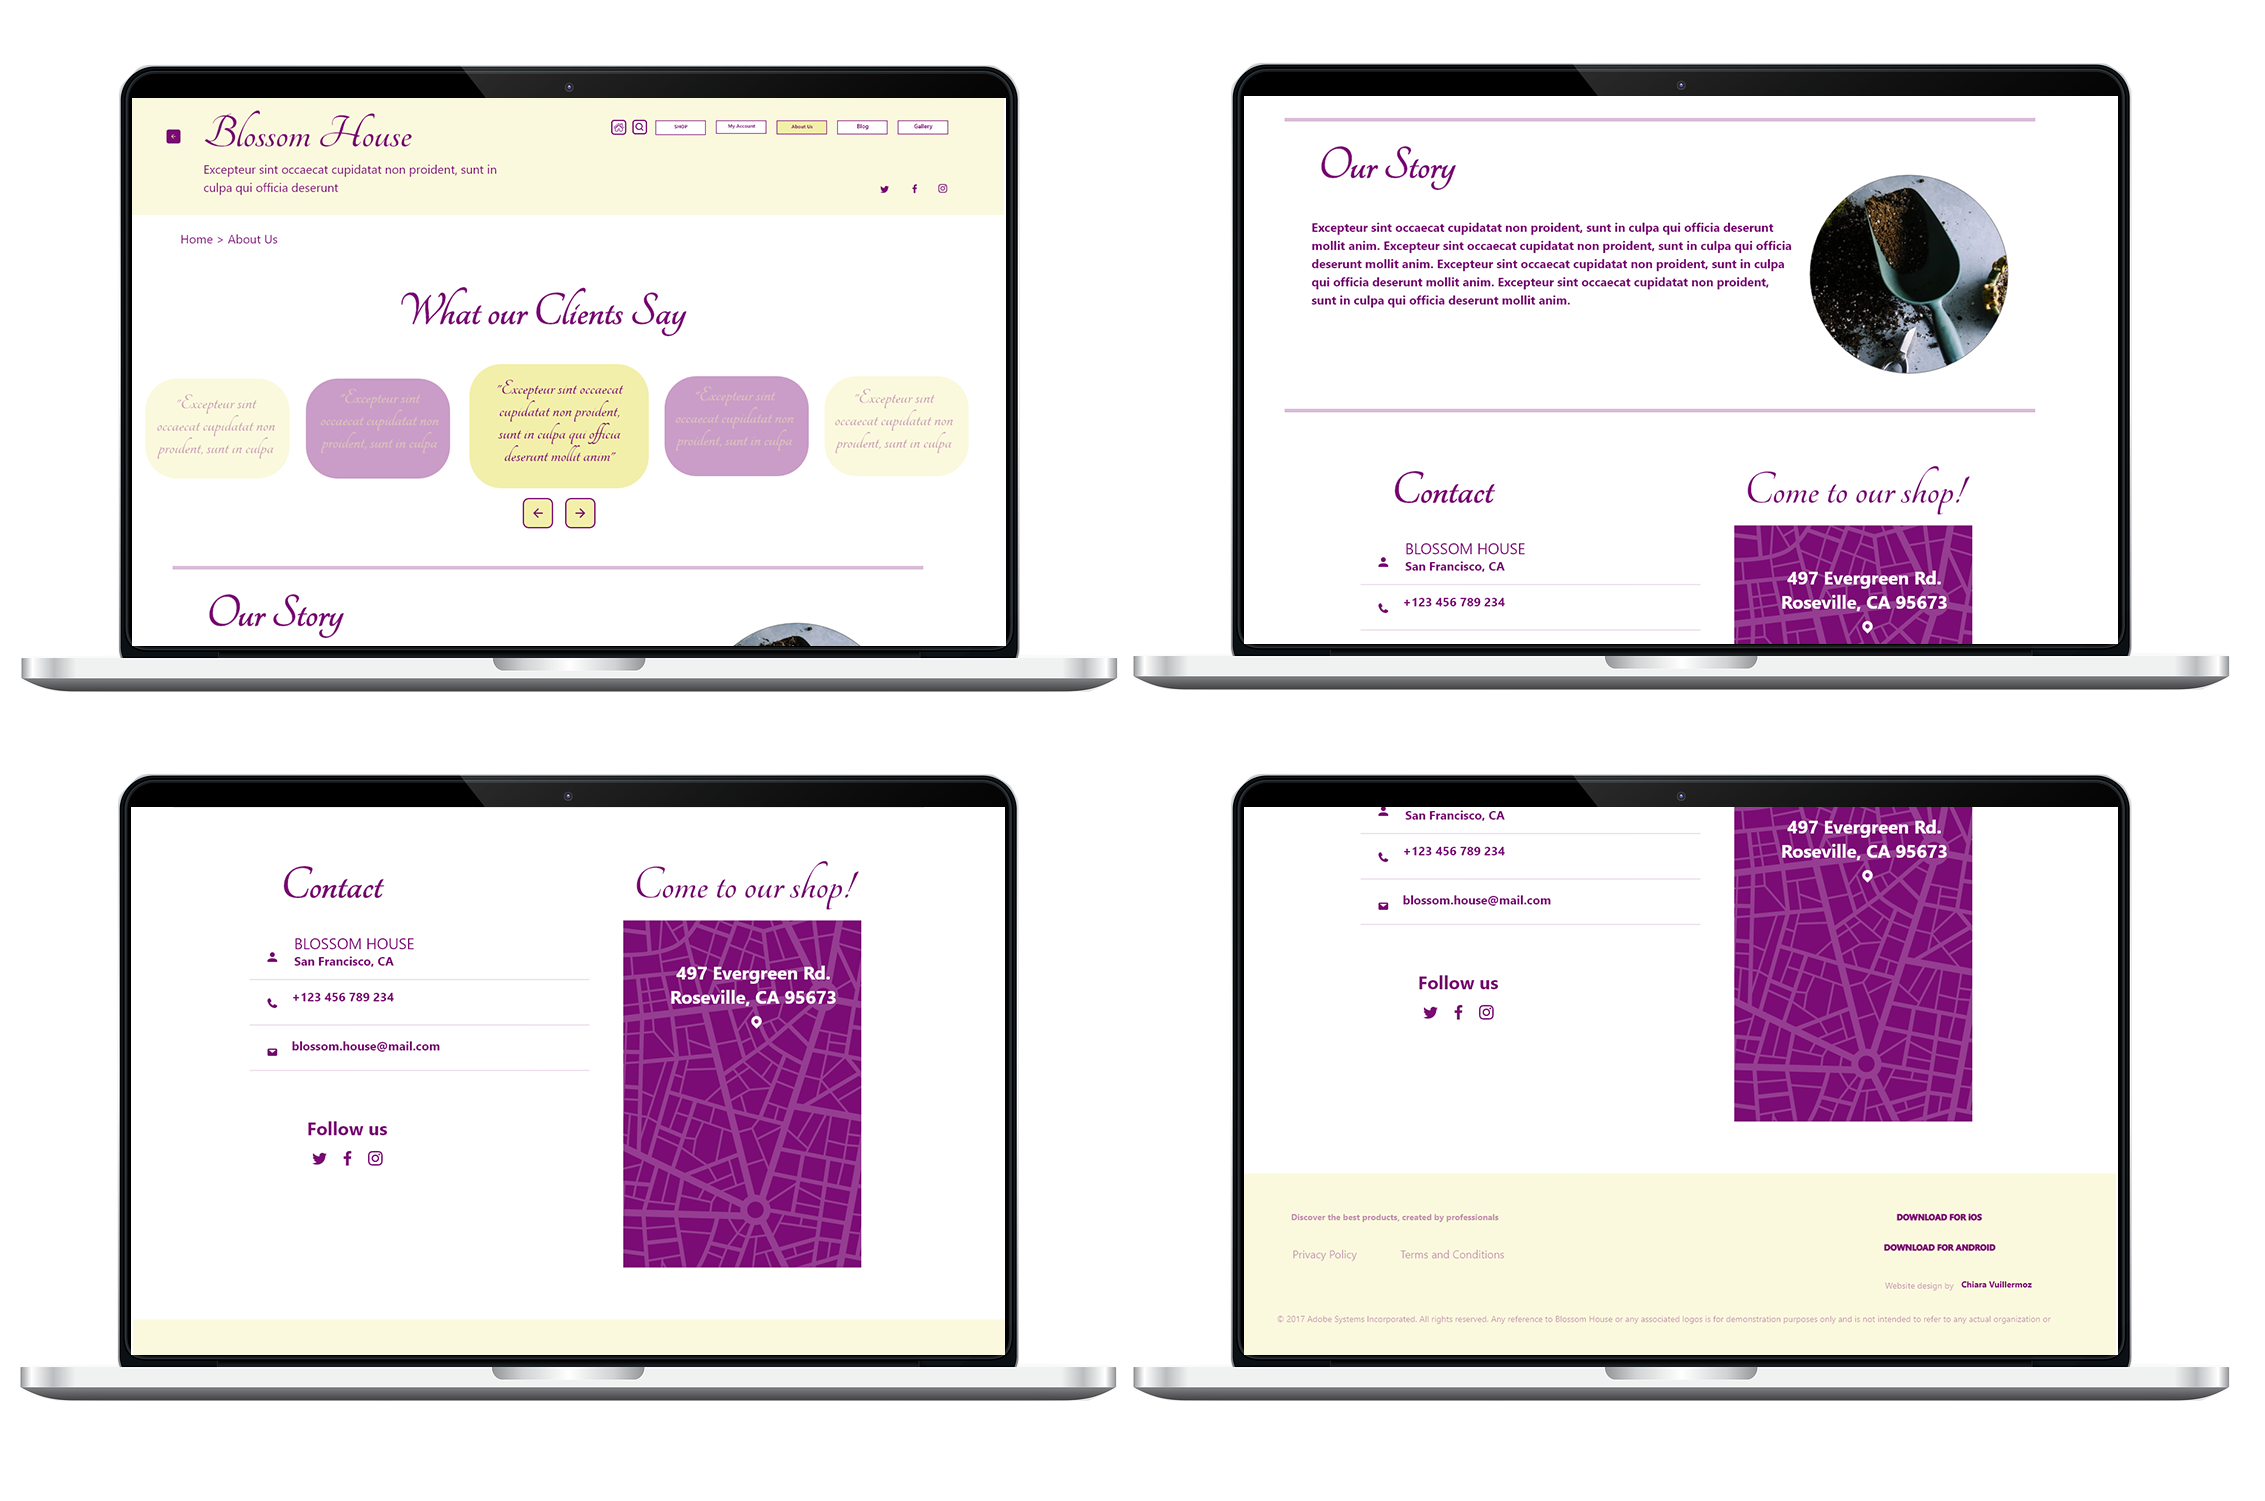 Blossom House
Excepteur sint occaecat cupidatat non proident, sunt in
culpa qui officia deserunt
SHOP
My Account
About Us
Blog
Gallery
Home > About Us
What our Clients Say
"Excepteur sint
occaecat cupidatat non
proident, sunt in culpa
"Excepteur sint
occaecat cupidatat non
proident, sunt in culpa
"Excepteur sint occaecat
cupidatat non proident,
sunt in culpa qui officia
deserunt mollit anim"
"Excepteur sint
occaecat cupidatat non
proident, sunt in culpa
"Excepteur sint
occaecat cupidatat non
proident, sunt in culpa
Our Story
Our Story
Excepteur sint occaecat cupidatat non proident, sunt in culpa qui officia deserunt
mollit anim. Excepteur sint occaecat cupidatat non proident, sunt in culpa qui officia
deserunt mollit anim. Excepteur sint occaecat cupidatat non proident, sunt in culpa
qui officia deserunt mollit anim. Excepteur sint occaecat cupidatat non proident,
sunt in culpa qui officia deserunt mollit anim.
Contact
BLOSSOM HOUSE
San Francisco, CA
+123 456 789 234
Come to our shop!
497 Evergreen Rd.
Roseville, CA 95673
Contact
BLOSSOM HOUSE
San Francisco, CA
+123 456 789 234
blossom.house@mail.com
Follow us
Come to our shop!
497 Evergreen Rd.
Roseville, CA 95673
San Francisco, CA
+123 456 789 234
blossom.house@mail.com
Follow us
497 Evergreen Rd.
Roseville, CA 95673
Discover the best products, created by professionals
Privacy Policy
Terms and Conditions
DOWNLOAD FOR iOS
DOWNLOAD FOR ANDROID
Website design by Chiara Vuillermoz
© 2017 Adobe Systems Incorporated. All rights reserved. Any reference to Blossom House or any associated logos is for demonstration purposes only and is not intended to refer to any actual organization or